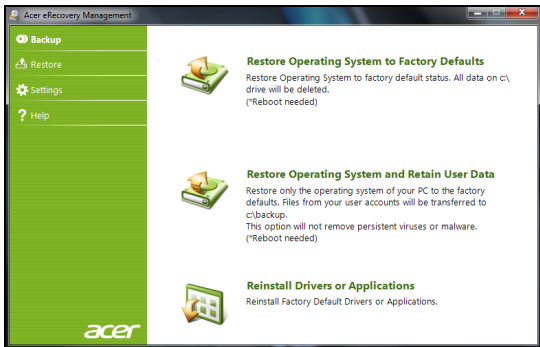 Acer eRecovery Management
Backup
Restore
Settings
Help
Restore Operating System to Factory Defaults
Restore Operating System to factory default status. All data on c:\
drive will be deleted.
(*Reboot needed)
Restore Operating System and Retain User Data
Restore only the operating system of your PC to the factory
defaults. Files from your user accounts will be transferred to
c:\backup.
This option will not remove persistent viruses or malware.
(*Reboot needed)
Reinstall Drivers or Applications
Reinstall Factory Default Drivers or Applications.
acer